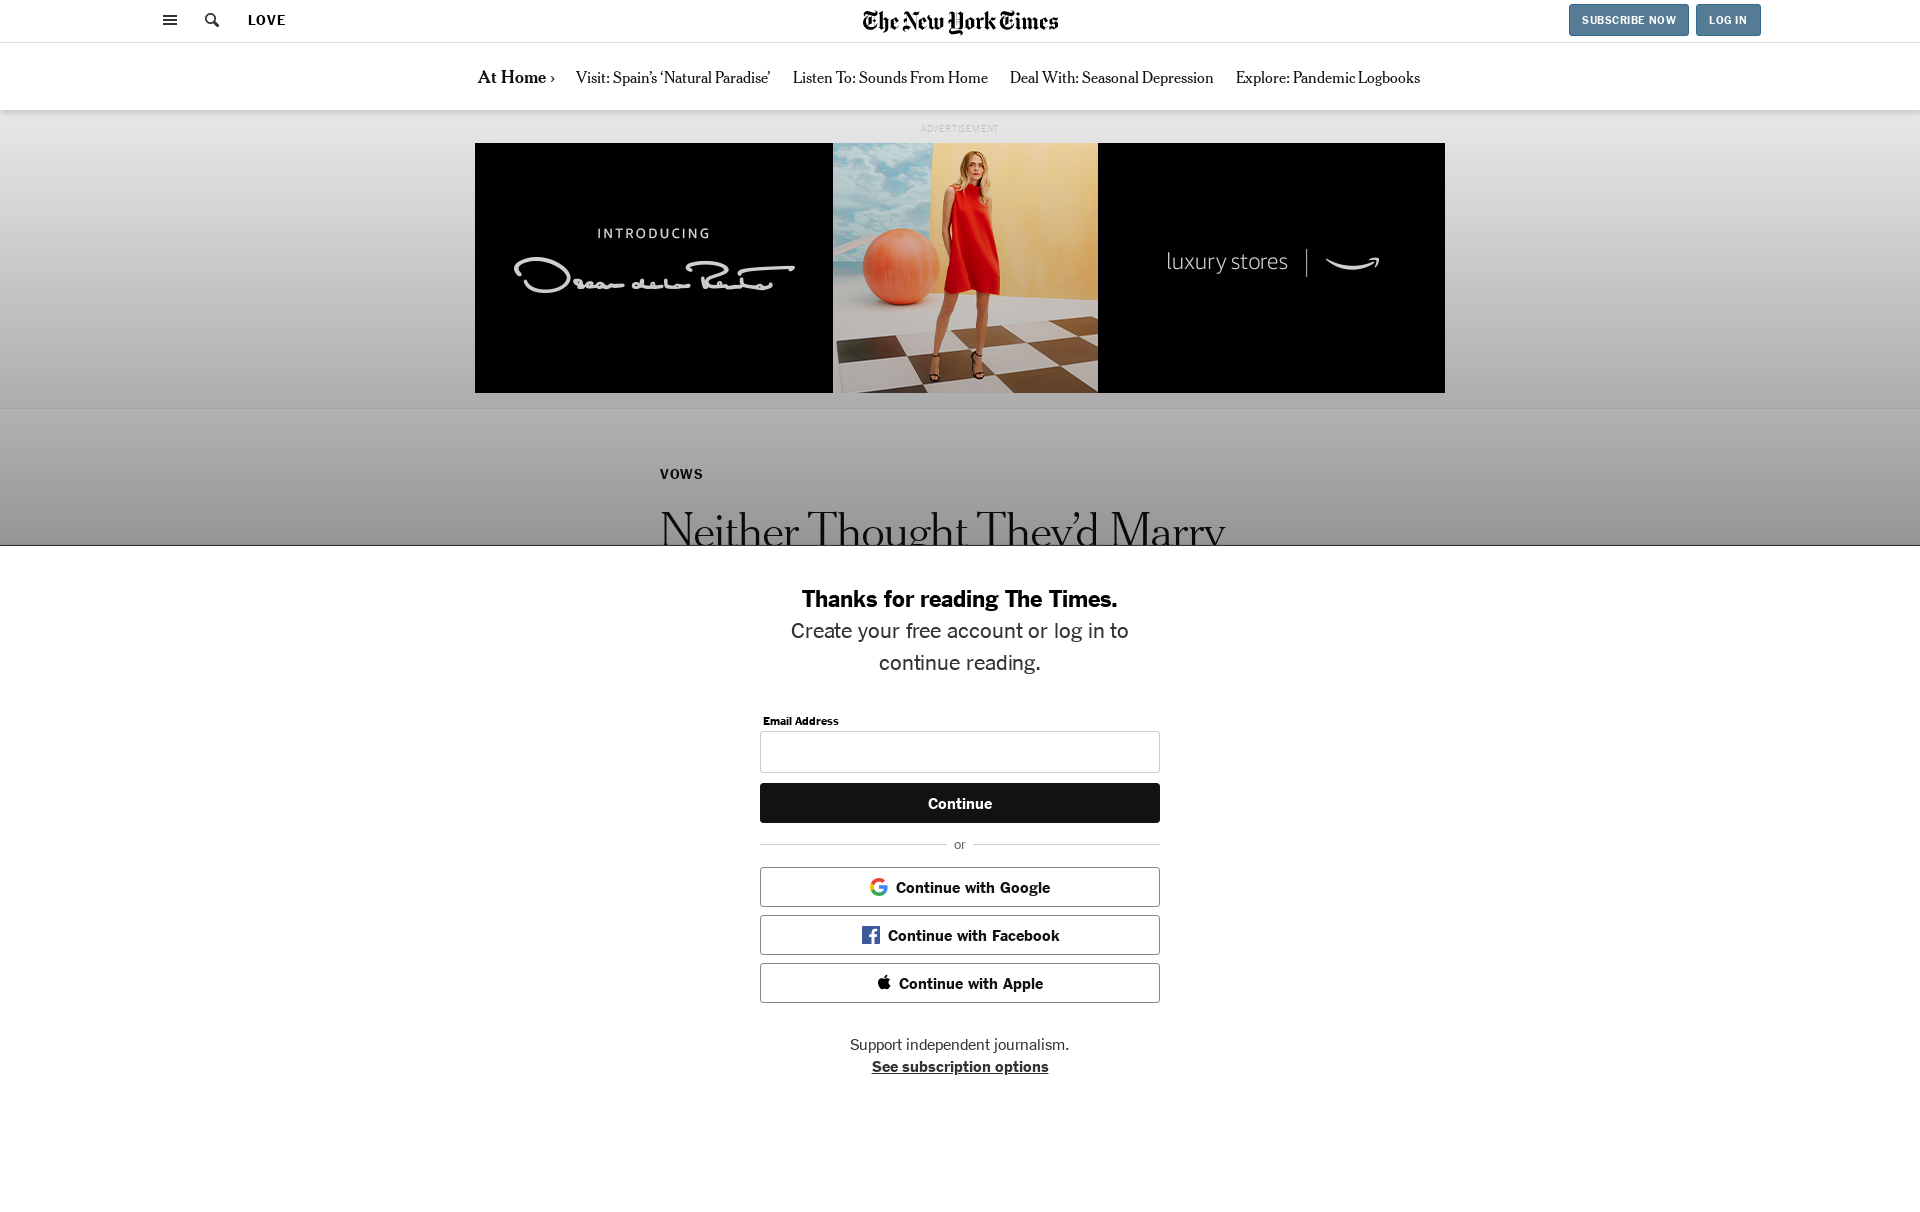 LOVE
The New York Times
SUBSCRIBE NOW
LOG IN
At Home ›
Visit: Spain’s ‘Natural Paradise’
Listen To: Sounds From Home
Deal With: Seasonal Depression
Explore: Pandemic Logbooks
ADVERTISEMENT
INTRODUCING
Oscar de la Renta
luxury stores
VOWS
Neither Thought They’d Marry
Thanks for reading The Times.
Create your free account or log in to
continue reading.
Email Address
Continue
or
Continue with Google
Continue with Facebook
Continue with Apple
Support independent journalism.
See subscription options